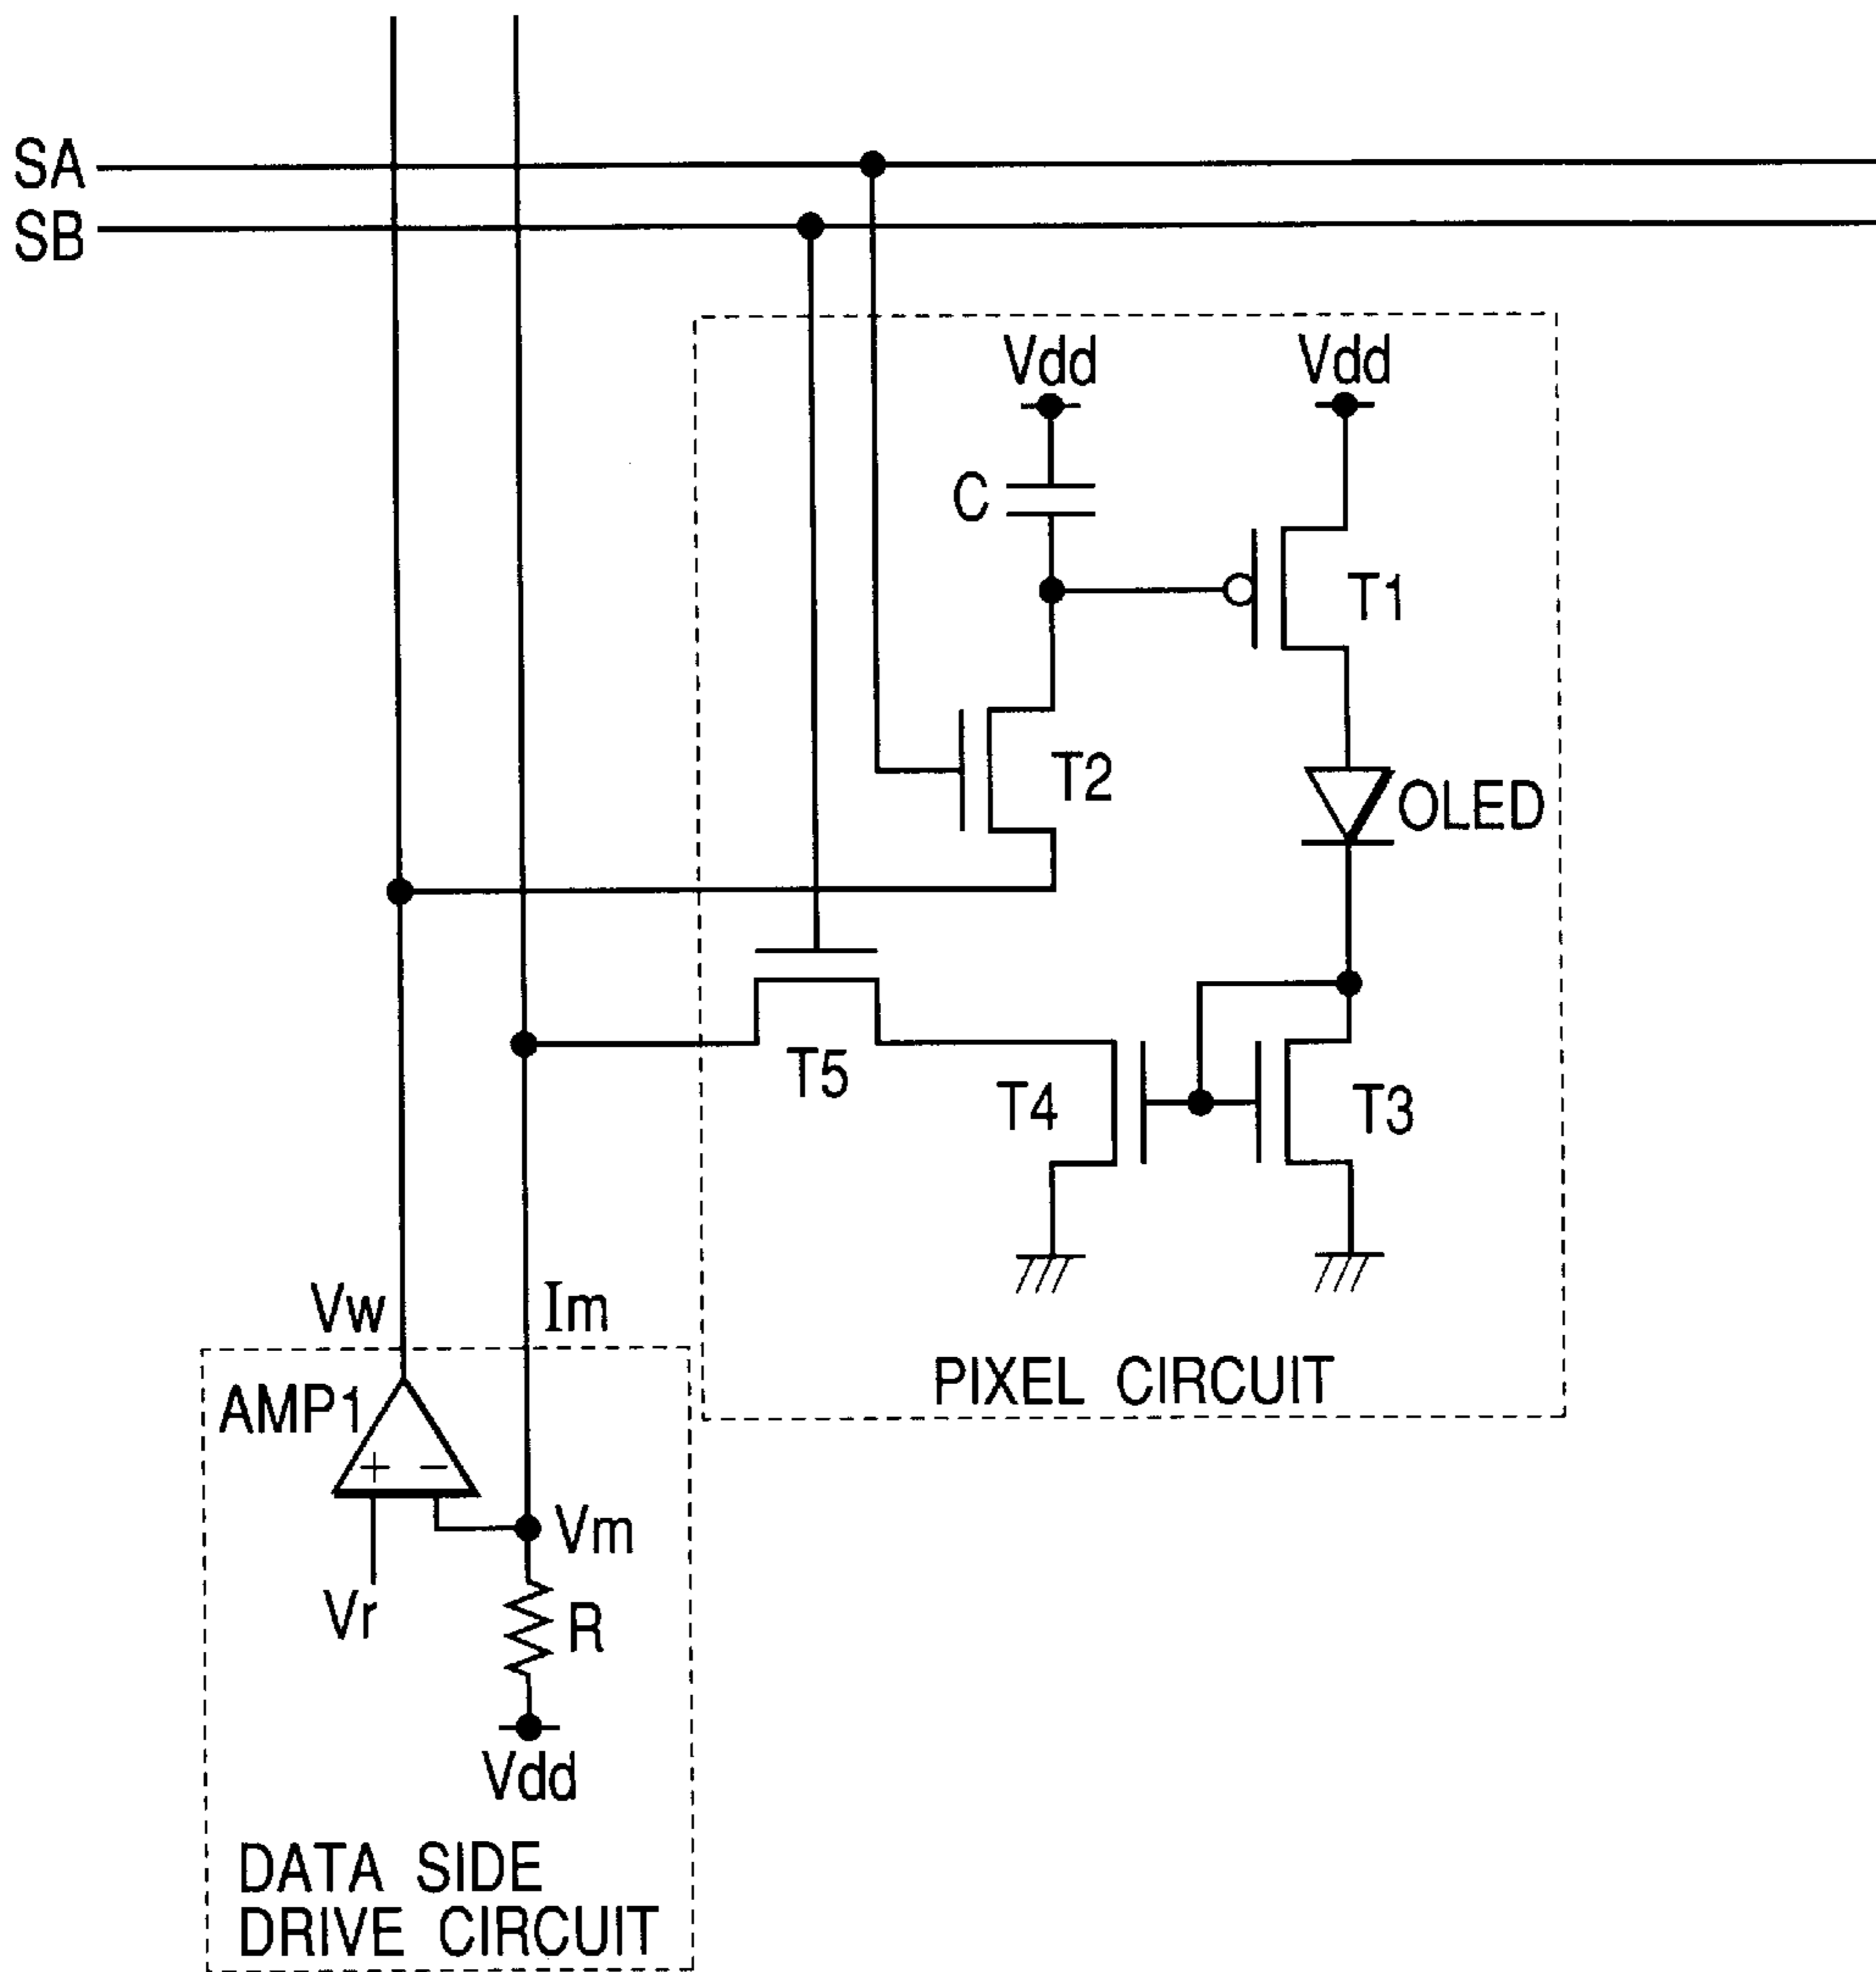 SA
SB
Vdd
Vdd
C
T1
T2
OLED
T5
T4
T3
Vw
Im
PIXEL CIRCUIT
AMP1
+ −
Vm
Vr
R
Vdd
DATA SIDE
DRIVE CIRCUIT